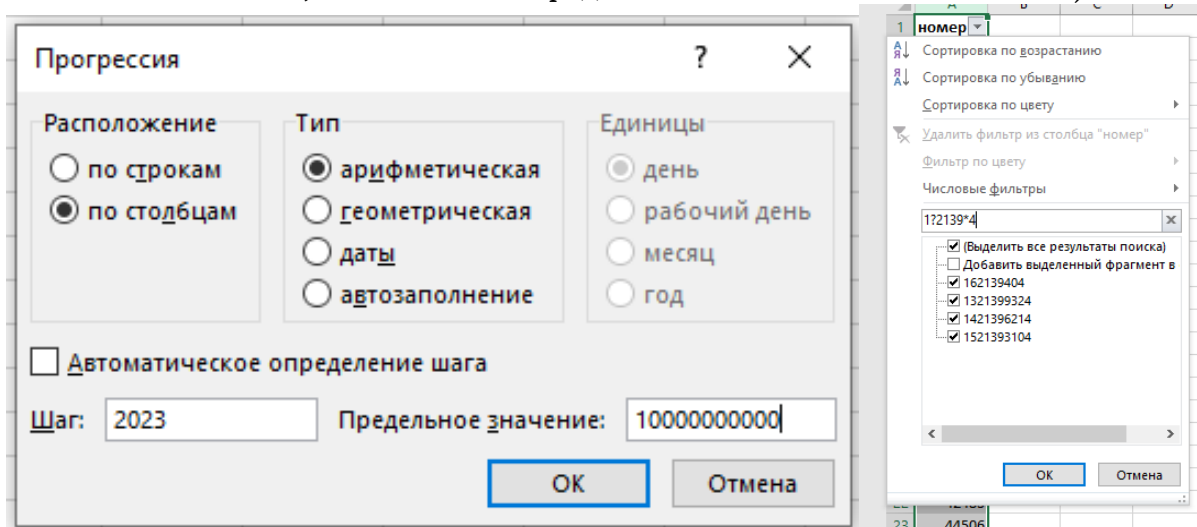 Прогрессия
?
Расположение
по строкам
по столбцам
Тип
арифметическая
геометрическая
даты
автозаполнение
Единицы
день
рабочий день
месяц
год
Автоматическое определение шага
Шаг: 2023
Предельное значение: 10000000000
ОК
Отмена
1 номер
Сортировка по возрастанию
Сортировка по убыванию
Сортировка по цвету
Удалить фильтр из столбца "номер"
Фильтр по цвету
Числовые фильтры
1?2139*4
(Выделить все результаты поиска)
Добавить выделенный фрагмент в
162139404
1321399324
1421396214
1521393104
ОК
Отмена
23 44506